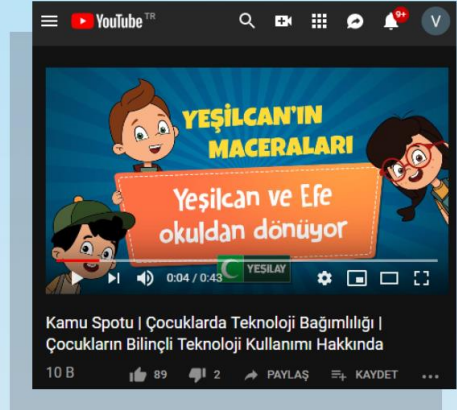 YouTube TR
9+
V
YEŞİLCAN'IN
MACERALARI
Yeşilcan ve Efe
okuldan dönüyor
0:04 / 0:43
YEŞİLAY
Kamu Spotu | Çocuklarda Teknoloji Bağımlılığı |
Çocukların Bilinçli Teknoloji Kullanımı Hakkında
10 B 89 2 PAYLAŞ KAYDET